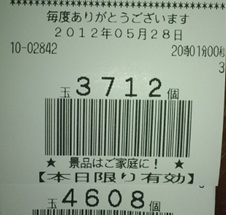 毎度ありがとうございます
2012年05月28日
10-02842
3
玉3712個
★ 景品はご家庭に! ★
【本日限り有効】
玉4608個